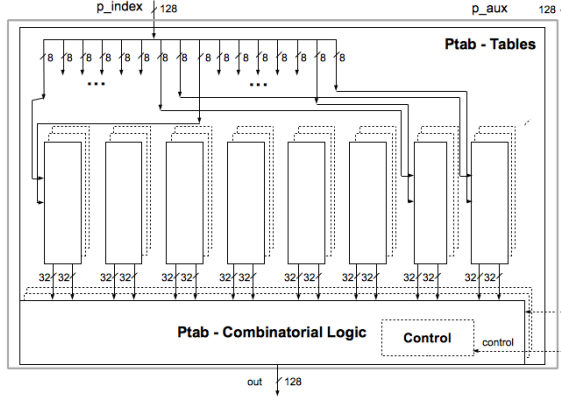 p_index 128 p_aux 128
Ptab - Tables
8 8 8 8 8 8 8 8 8 8 8 8 8 8 8 8
... ...
32 32 32 32 32 32 32 32 32 32 32 32 32 32 32 32
Ptab - Combinatorial Logic Control control
out 128